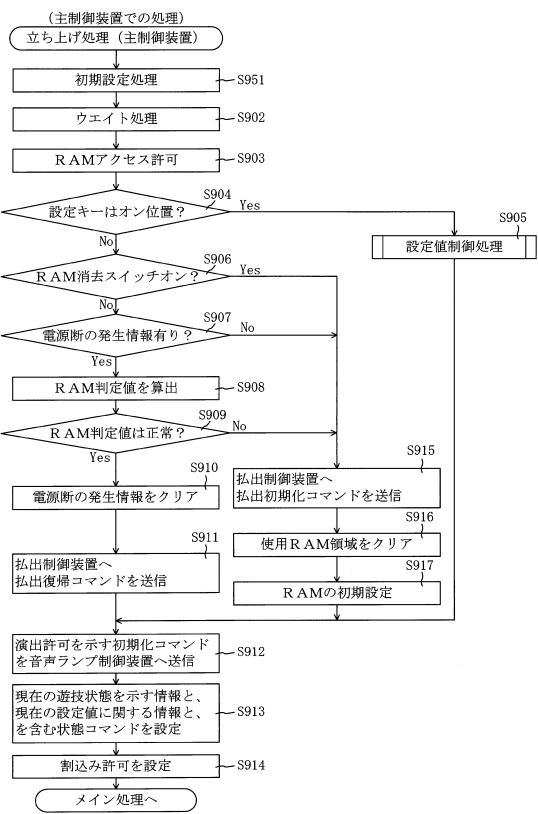 （主制御装置での処理）
立ち上げ処理（主制御装置）
初期設定処理
S951
ウエイト処理
S902
ＲＡＭアクセス許可
S903
設定キーはオン位置？
S904
Yes
No
設定値制御処理
S905
ＲＡＭ消去スイッチオン？
S906
Yes
No
電源断の発生情報有り？
S907
No
Yes
ＲＡＭ判定値を算出
S908
ＲＡＭ判定値は正常？
S909
No
Yes
電源断の発生情報をクリア
S910
払出制御装置へ
払出復帰コマンドを送信
S911
払出制御装置へ
払出初期化コマンドを送信
S915
使用ＲＡＭ領域をクリア
S916
ＲＡＭの初期設定
S917
演出許可を示す初期化コマンド
を音声ランプ制御装置へ送信
S912
現在の遊技状態を示す情報と、
現在の設定値に関する情報と、
を含む状態コマンドを設定
S913
割込み許可を設定
S914
メイン処理へ